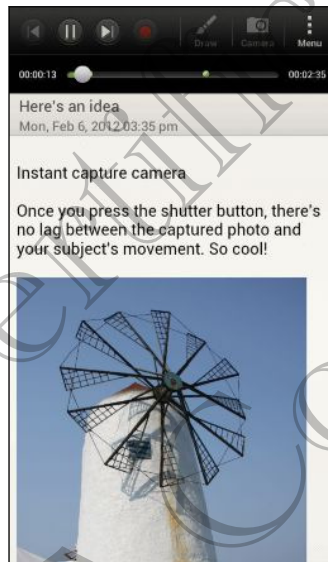 Draw
Camera
Menu
00:00:13
00:02:35
Here's an idea
Mon, Feb 6, 2012 03:35 pm
Instant capture camera
Once you press the shutter button, there's
no lag between the captured photo and
your subject's movement. So cool!